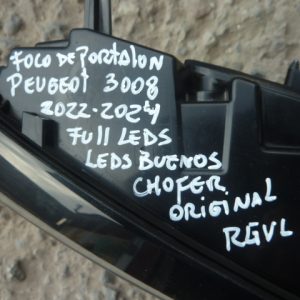 FOCO DE PORTALON
PEUGEOT 3008
2022-2024
FULL LEDS
LEDS BUENOS
CHOFER
ORIGINAL
RGVL